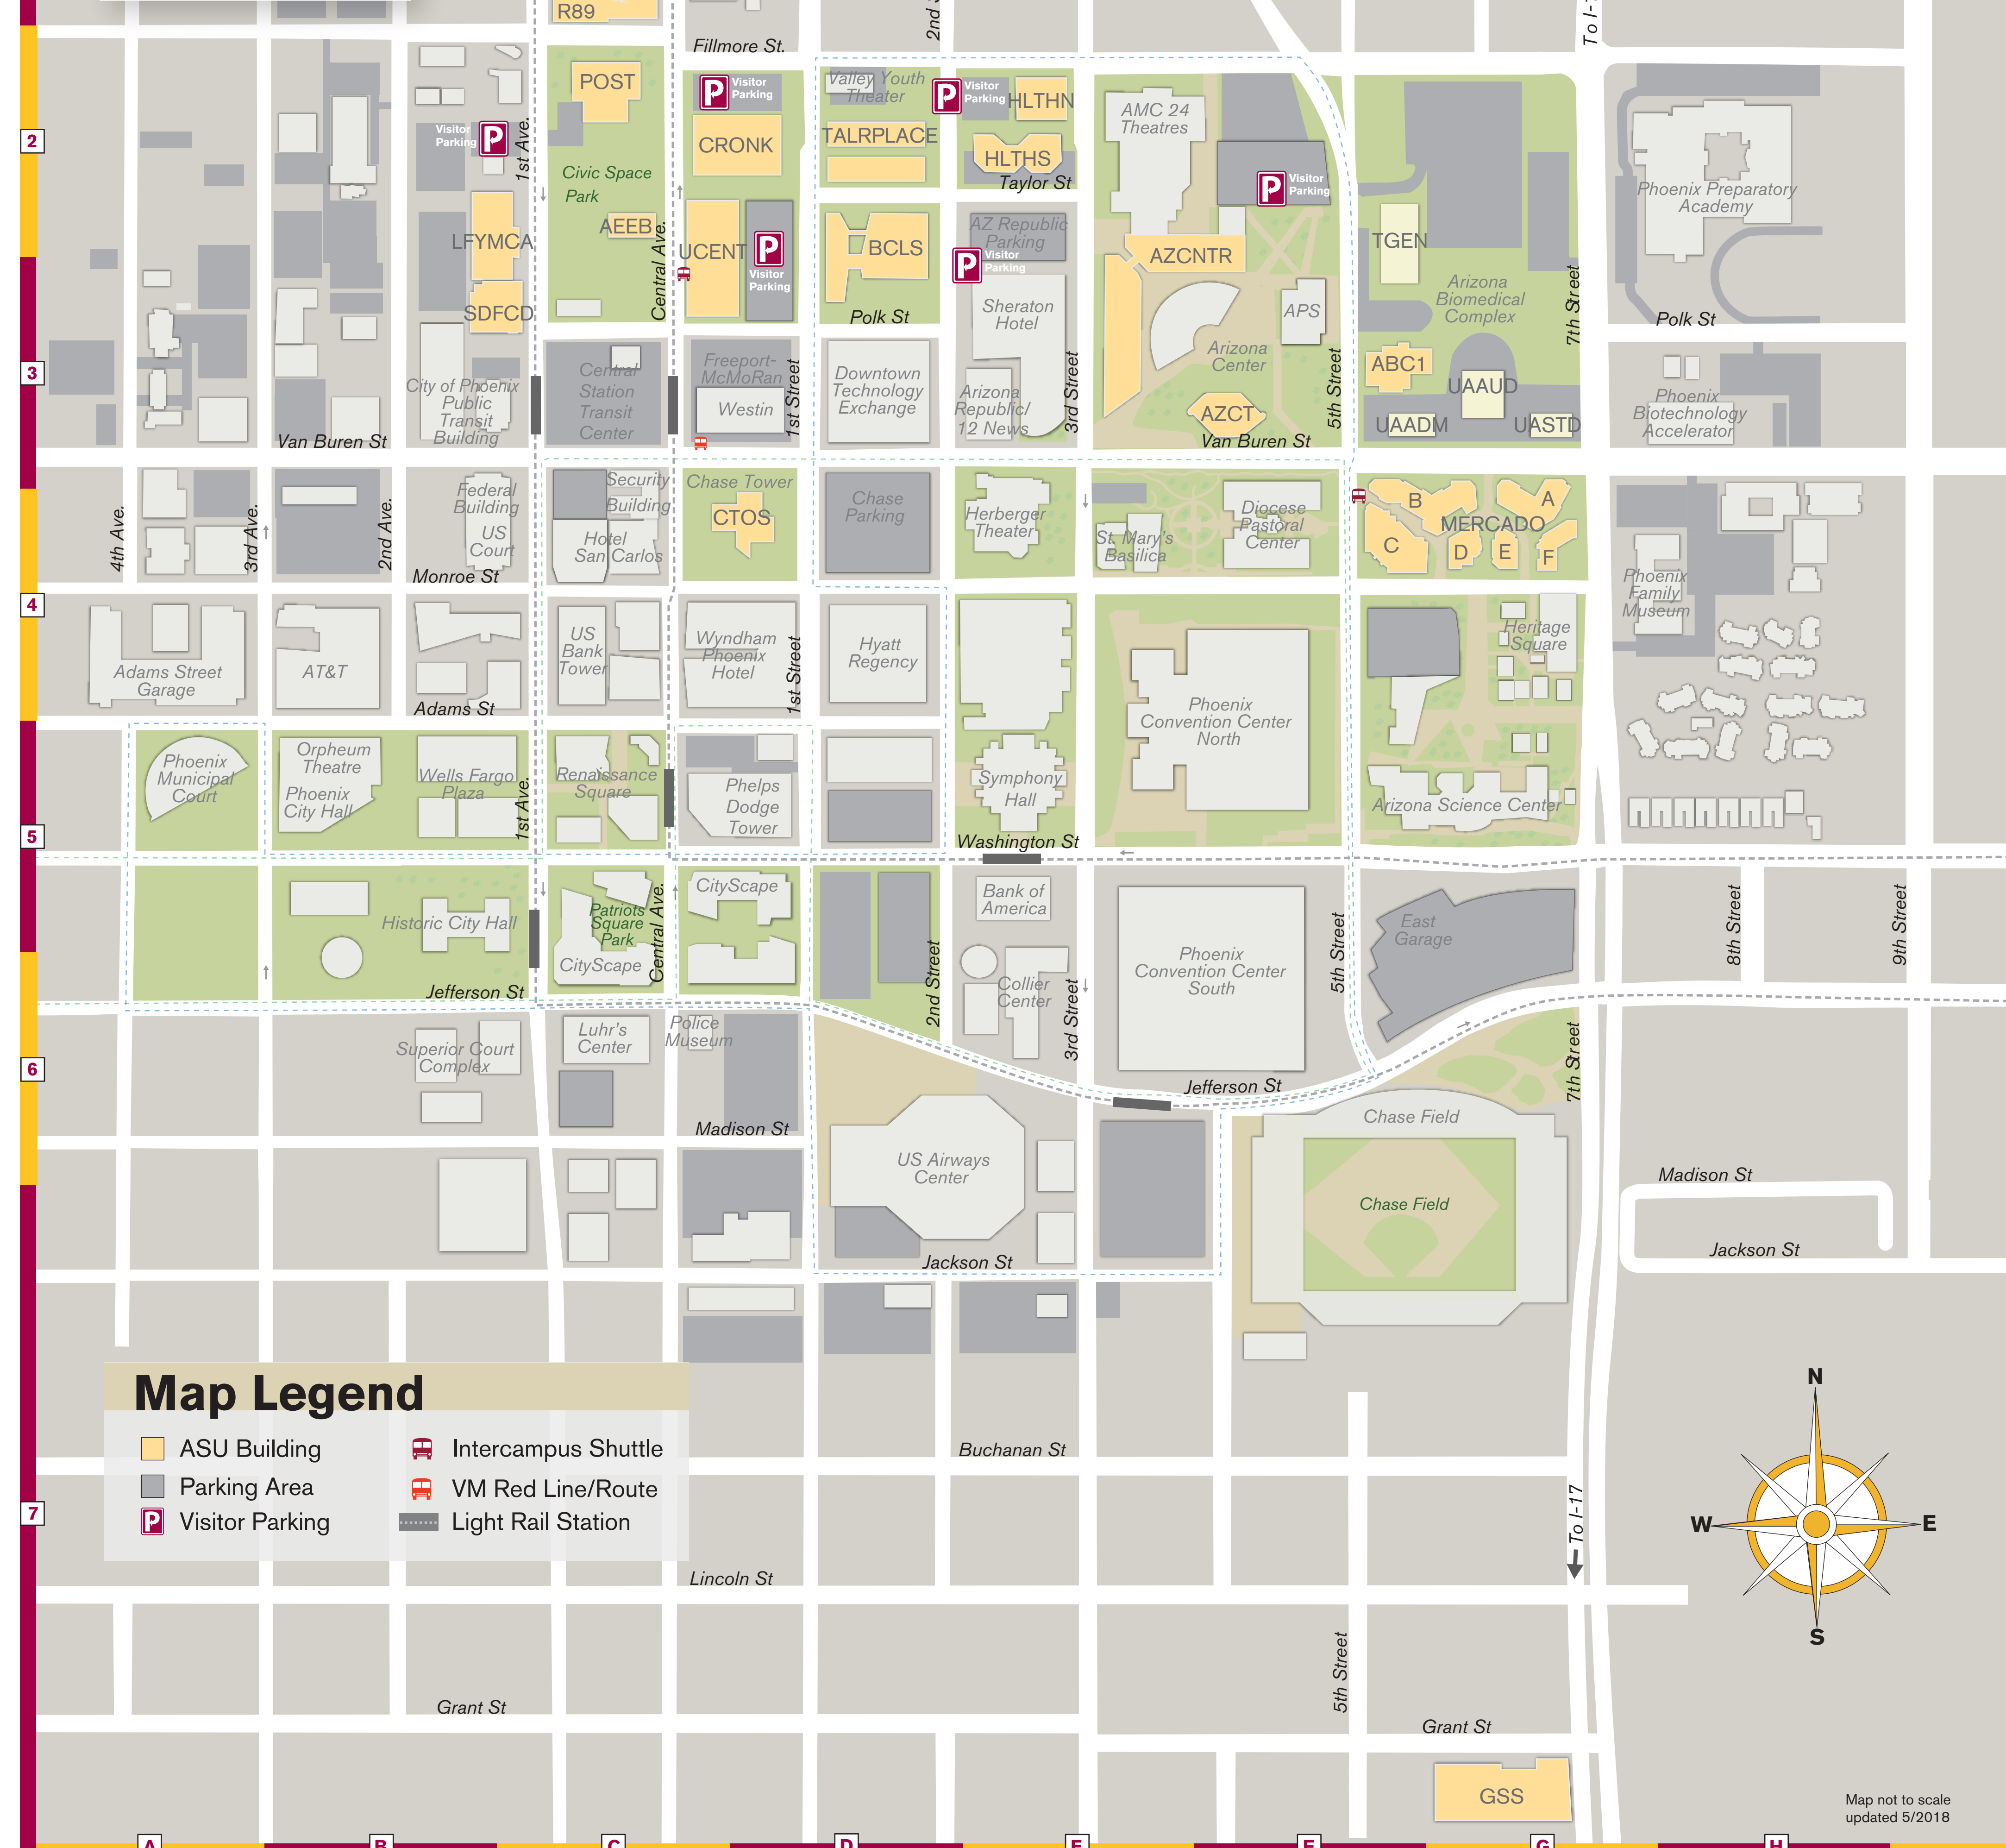 R89
Fillmore St.
2nd S
To I-1
2
POST
Visitor
Parking
Valley Youth
Theater
Visitor
Parking
HLTHN
AMC 24
Theatres
Visitor
Parking
1st Ave.
CRONK
TALRPLACE
HLTHS
Taylor St
Civic Space
Park
Visitor
Parking
Phoenix Preparatory
Academy
LFYMCA
AEEB
Central Ave.
UCENT
Visitor
Parking
BCLS
AZ Republic
Parking
Visitor
Parking
AZCNTR
TGEN
Arizona
Biomedical
Complex
7th Street
SDFCD
Polk St
Sheraton
Hotel
APS
Polk St
3
City of Phoenix
Public
Transit
Building
Central
Station
Transit
Center
Freeport-
McMoRan
Westin
1st Street
Downtown
Technology
Exchange
Arizona
Republic/
12 News
3rd Street
Arizona
Center
AZCT
5th Street
ABC1
UAAUD
UAADM
UASTD
Phoenix
Biotechnology
Accelerator
Van Buren St
Van Buren St
4th Ave.
3rd Ave.
2nd Ave.
Federal
Building
US
Court
Security
Building
Hotel
San Carlos
Chase Tower
CTOS
Chase
Parking
Herberger
Theater
St. Mary's
Basilica
Diocese
Pastoral
Center
B
A
MERCADO
C
D
E
F
Monroe St
Phoenix
Family
Museum
4
Adams Street
Garage
AT&T
Adams St
US
Bank
Tower
Wyndham
Phoenix
Hotel
1st Street
Hyatt
Regency
Phoenix
Convention Center
North
Heritage
Square
Phoenix
Municipal
Court
Orpheum
Theatre
Phoenix
City Hall
Wells Fargo
Plaza
1st Ave.
Renaissance
Square
Phelps
Dodge
Tower
Symphony
Hall
Arizona Science Center
5
Washington St
Historic City Hall
Patriots
Square
Park
CityScape
Central Ave.
CityScape
2nd Street
Bank of
America
Collier
Center
3rd Street
Phoenix
Convention Center
South
5th Street
East
Garage
8th Street
9th Street
Jefferson St
6
Superior Court
Complex
Luhr's
Center
Police
Museum
Jefferson St
7th Street
Madison St
Chase Field
US Airways
Center
Chase Field
Madison St
Jackson St
Jackson St
Map Legend
ASU Building
Intercampus Shuttle
Parking Area
VM Red Line/Route
Visitor Parking
Light Rail Station
Buchanan St
7
To I-17
N
W
E
S
Lincoln St
5th Street
Grant St
Grant St
GSS
Map not to scale
updated 5/2018
A
B
C
D
E
F
G
H